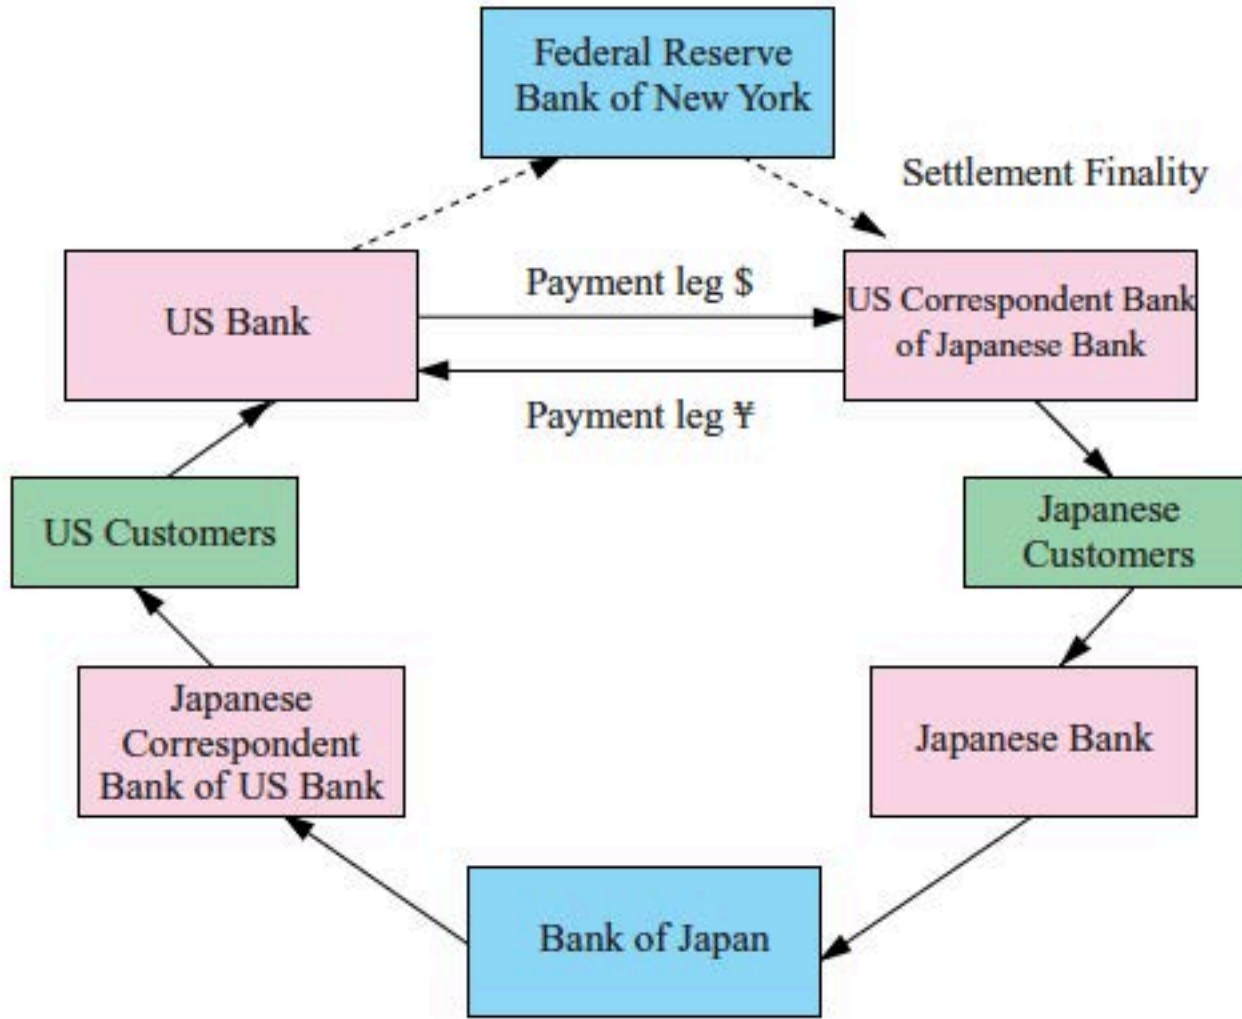 Federal Reserve
Bank of New York
Settlement Finality
US Bank
Payment leg $
US Correspondent Bank
of Japanese Bank
Payment leg ¥
US Customers
Japanese
Customers
Japanese
Correspondent
Bank of US Bank
Japanese Bank
Bank of Japan